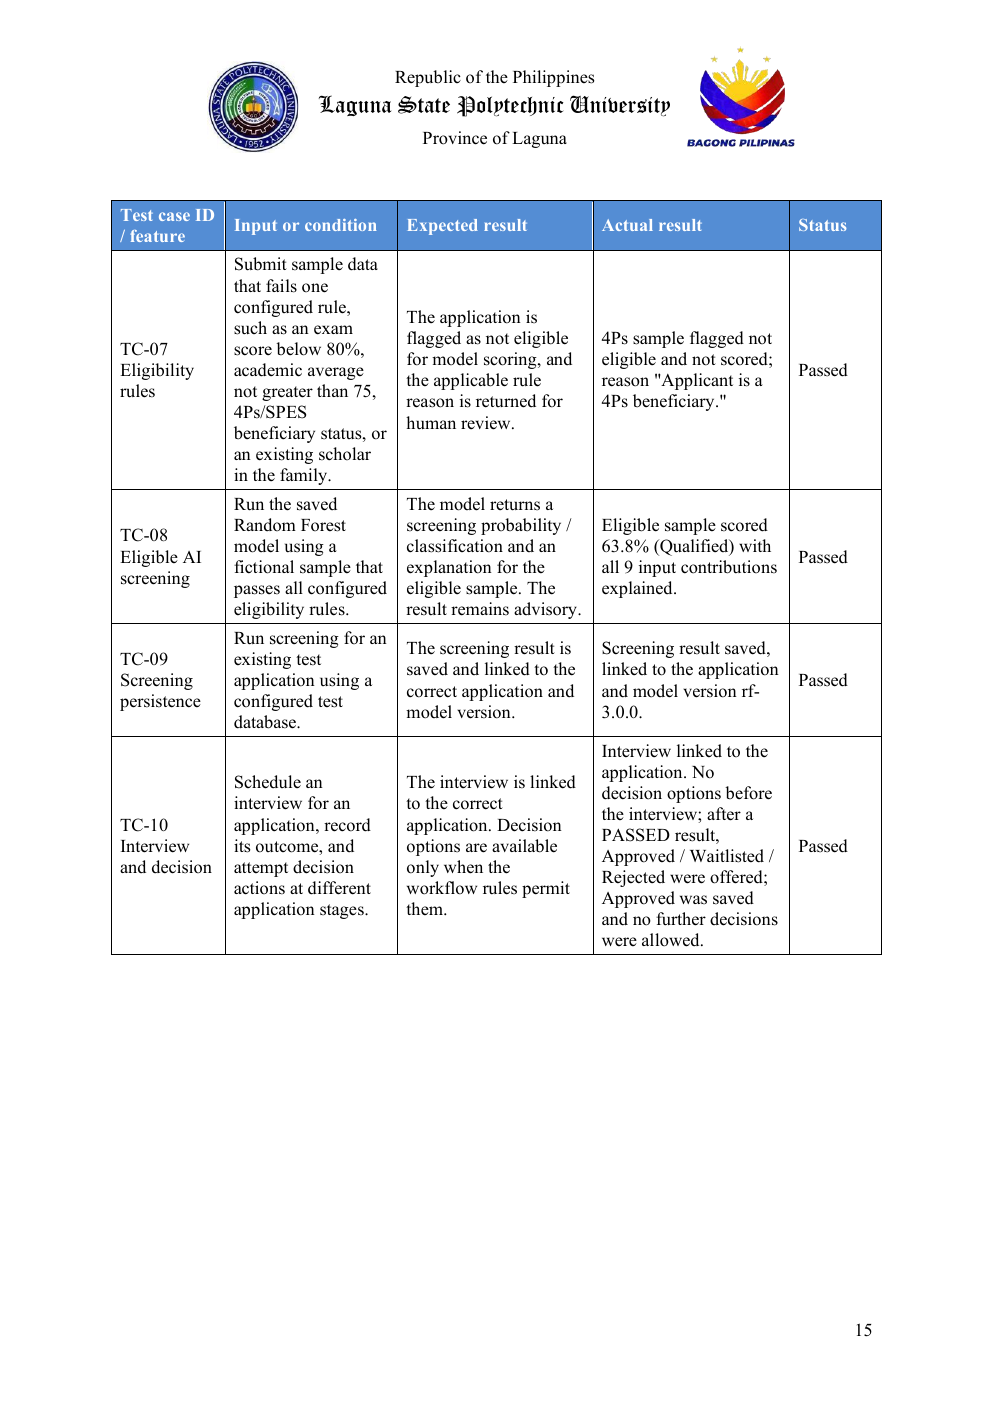 Republic of the Philippines
Laguna State Polytechnic University
Province of Laguna
LAGUNA STATE POLYTECHNIC UNIVERSITY
1952
BAGONG PILIPINAS
Test case ID
/ feature
Input or condition
Expected result
Actual result
Status
TC-07
Eligibility
rules
Submit sample data
that fails one
configured rule,
such as an exam
score below 80%,
academic average
not greater than 75,
4Ps/SPES
beneficiary status, or
an existing scholar
in the family.
The application is
flagged as not eligible
for model scoring, and
the applicable rule
reason is returned for
human review.
4Ps sample flagged not
eligible and not scored;
reason "Applicant is a
4Ps beneficiary."
Passed
TC-08
Eligible AI
screening
Run the saved
Random Forest
model using a
fictional sample that
passes all configured
eligibility rules.
The model returns a
screening probability /
classification and an
explanation for the
eligible sample. The
result remains advisory.
Eligible sample scored
63.8% (Qualified) with
all 9 input contributions
explained.
Passed
TC-09
Screening
persistence
Run screening for an
existing test
application using a
configured test
database.
The screening result is
saved and linked to the
correct application and
model version.
Screening result saved,
linked to the application
and model version rf-
3.0.0.
Passed
TC-10
Interview
and decision
Schedule an
interview for an
application, record
its outcome, and
attempt decision
actions at different
application stages.
The interview is linked
to the correct
application. Decision
options are available
only when the
workflow rules permit
them.
Interview linked to the
application. No
decision options before
the interview; after a
PASSED result,
Approved / Waitlisted /
Rejected were offered;
Approved was saved
and no further decisions
were allowed.
Passed
15